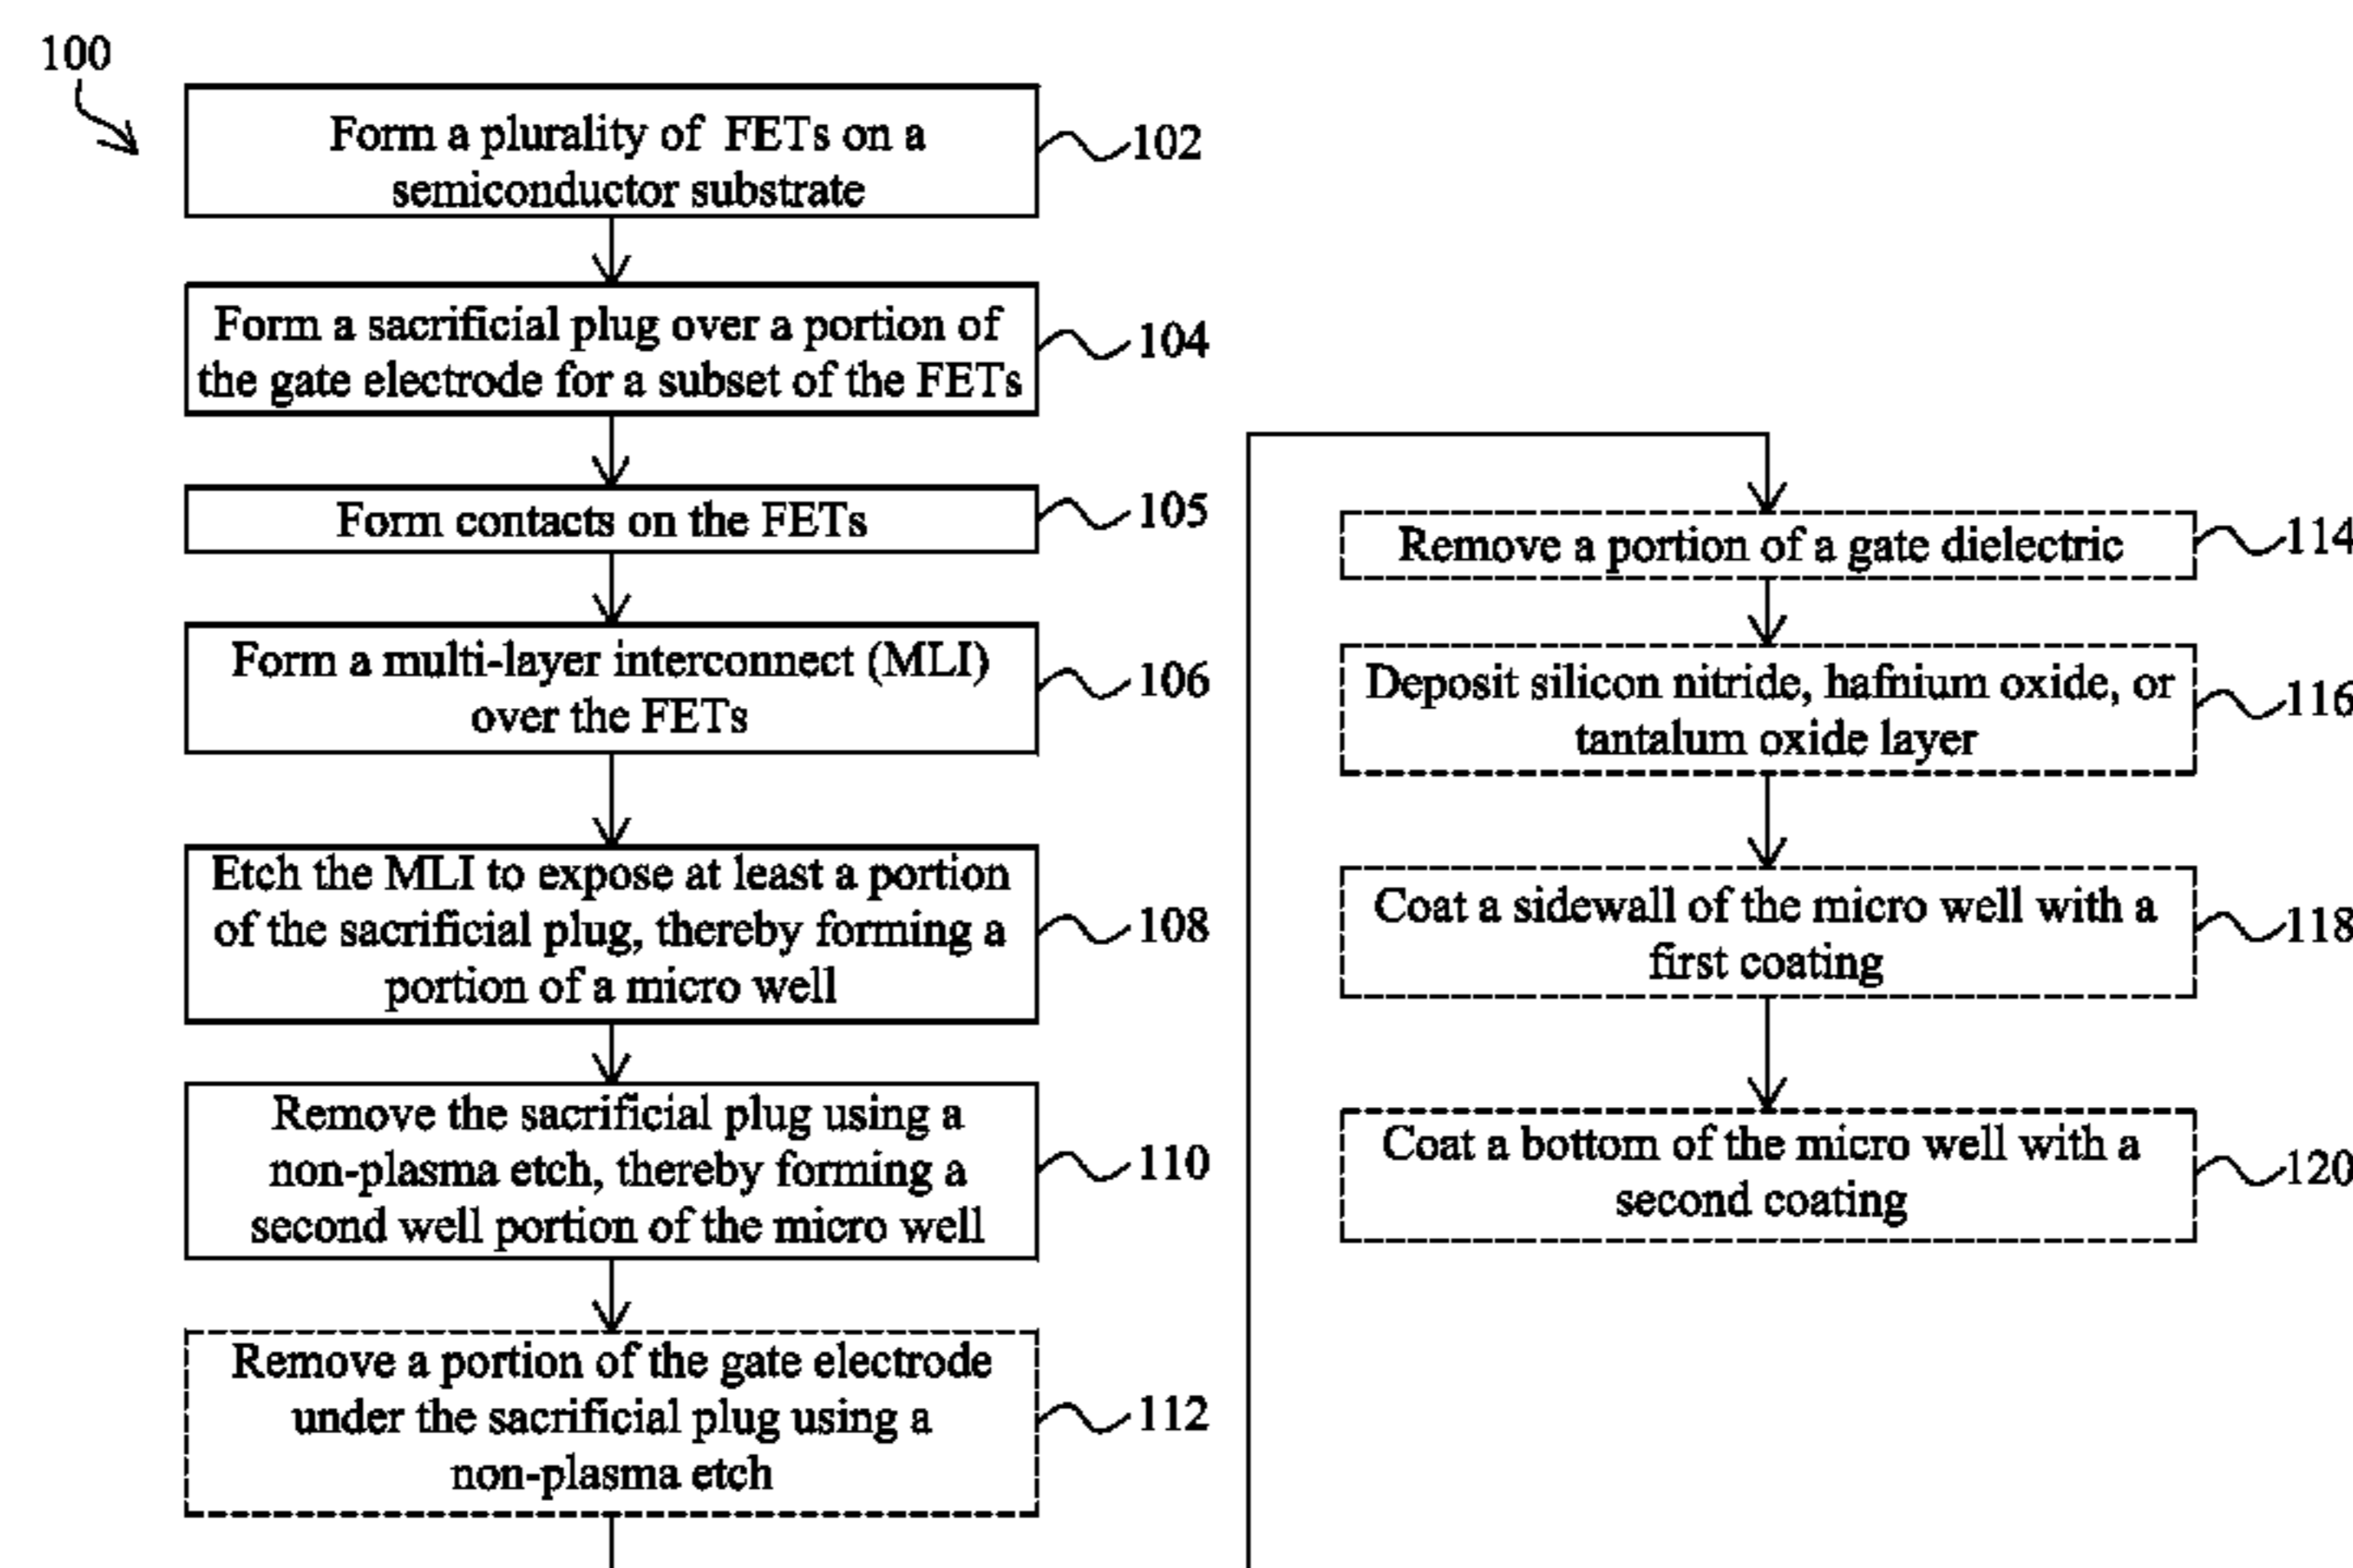 100
Form a plurality of FETs on a
semiconductor substrate
102
Form a sacrificial plug over a portion of
the gate electrode for a subset of the FETs
104
Form contacts on the FETs
105
Form a multi-layer interconnect (MLI)
over the FETs
106
Etch the MLI to expose at least a portion
of the sacrificial plug, thereby forming a
portion of a micro well
108
Remove the sacrificial plug using a
non-plasma etch, thereby forming a
second well portion of the micro well
110
Remove a portion of the gate electrode
under the sacrificial plug using a
non-plasma etch
112
Remove a portion of a gate dielectric
114
Deposit silicon nitride, hafnium oxide, or
tantalum oxide layer
116
Coat a sidewall of the micro well with a
first coating
118
Coat a bottom of the micro well with a
second coating
120